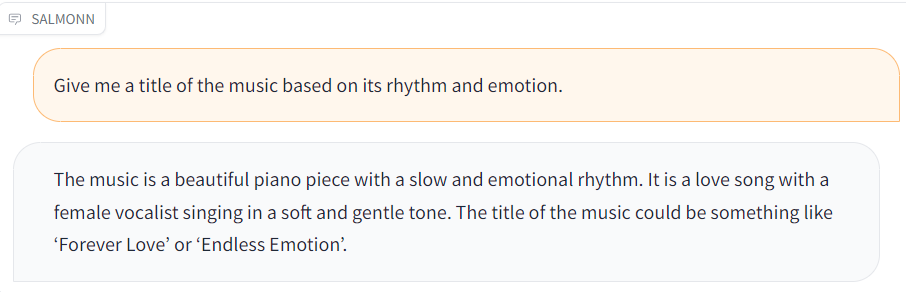 SALMONN
Give me a title of the music based on its rhythm and emotion.
The music is a beautiful piano piece with a slow and emotional rhythm. It is a love song with a
female vocalist singing in a soft and gentle tone. The title of the music could be something like
‘Forever Love’ or ‘Endless Emotion’.